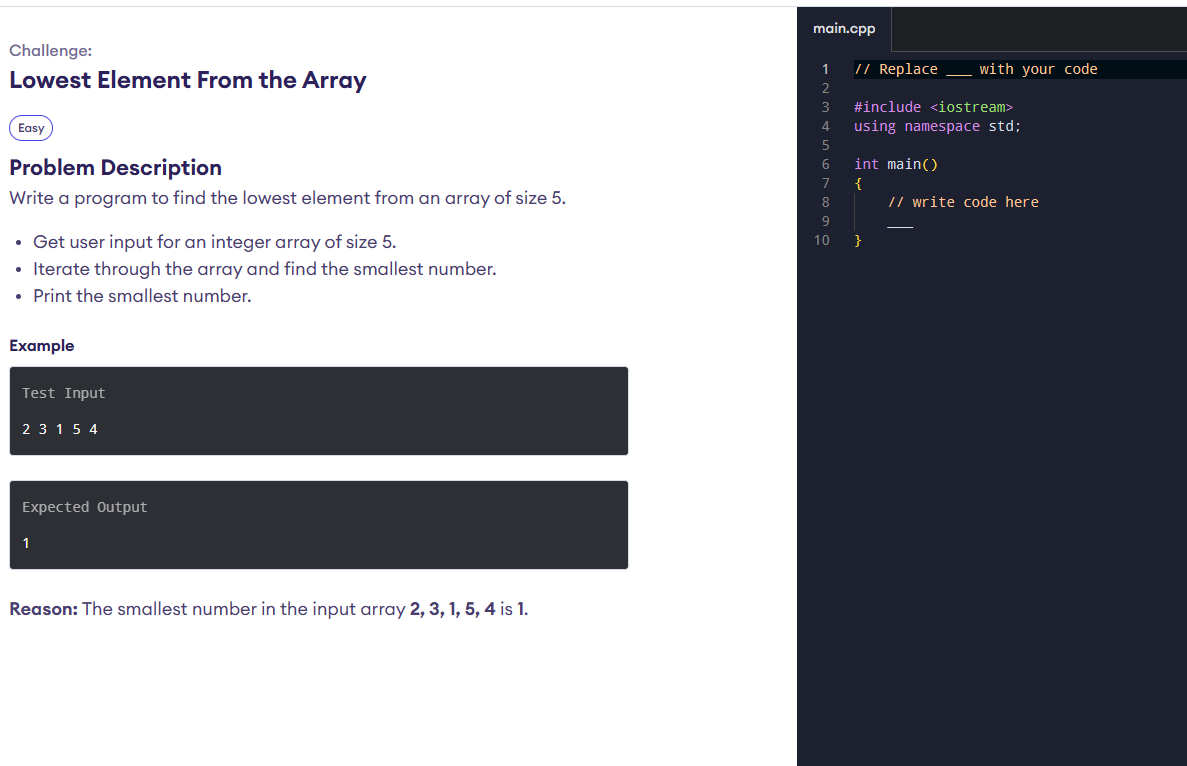 Challenge:
Lowest Element From the Array
Easy
Problem Description
Write a program to find the lowest element from an array of size 5.
• Get user input for an integer array of size 5.
• Iterate through the array and find the smallest number.
• Print the smallest number.
Example
Test Input
2 3 1 5 4
Expected Output
1
Reason: The smallest number in the input array 2, 3, 1, 5, 4 is 1.
main.cpp
1 // Replace ___ with your code
2
3 #include <iostream>
4 using namespace std;
5
6 int main()
7 {
8 // write code here
9 ___
10 }